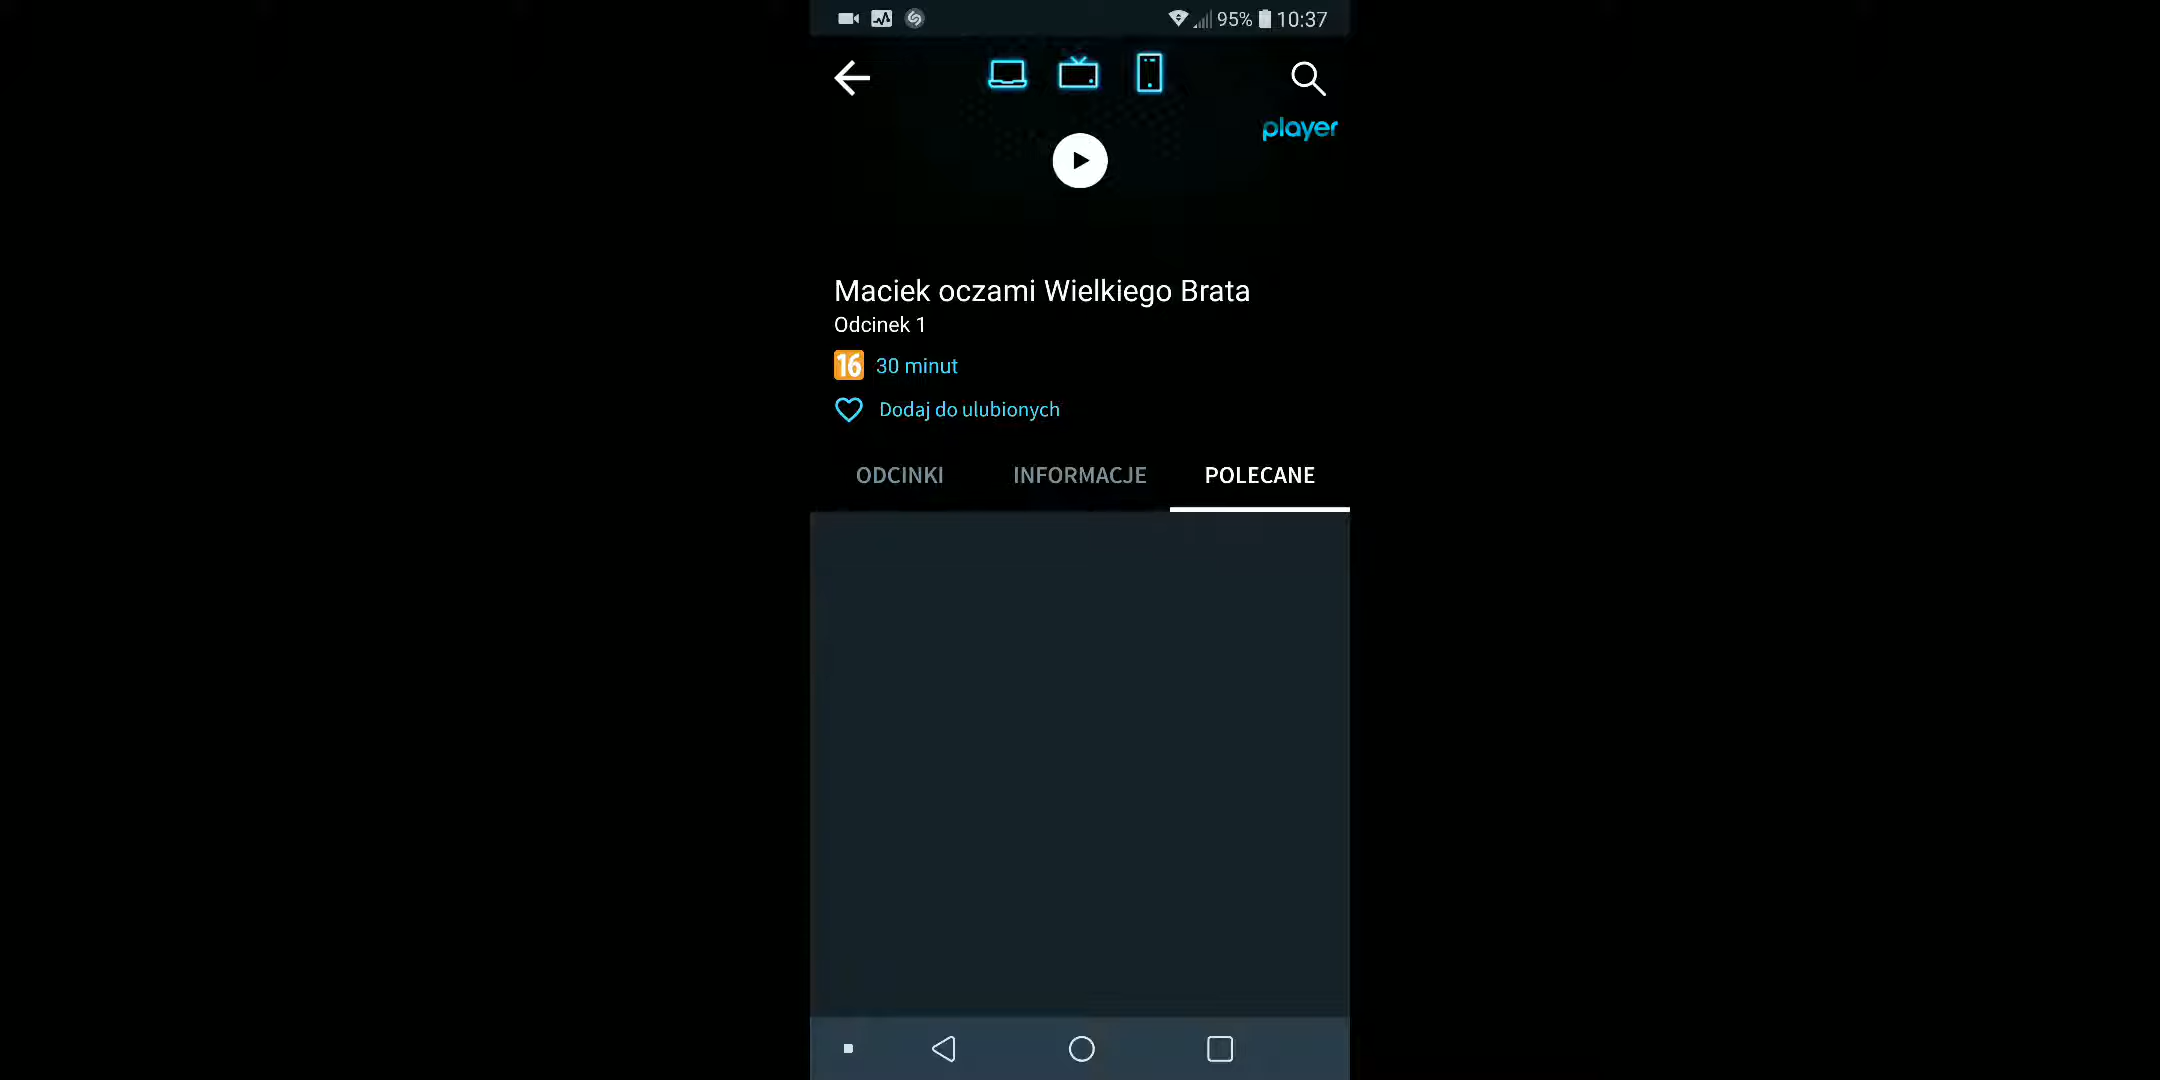 95% 10:37
player
Maciek oczami Wielkiego Brata
Odcinek 1
16 30 minut
Dodaj do ulubionych
ODCINKI INFORMACJE POLECANE